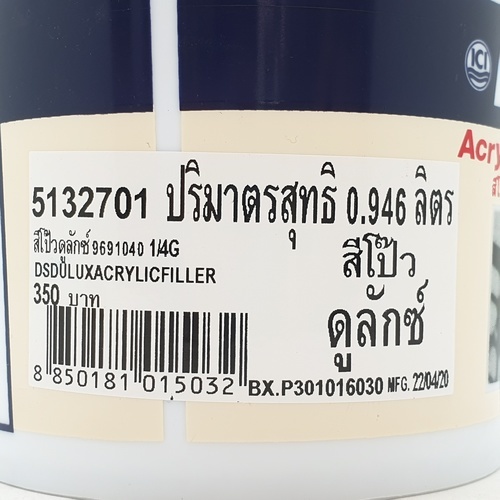 ICI
Acry
5132701 ปริมาตรสุทธิ 0.946 ลิตร
สีโป๊วดูลักซ์ 9691040 1/4G
DSDULUXACRYLICFILLER
350 บาท
สีโป๊ว
ดูลักซ์
8 850181 015032
BX.P301016030 MFG. 22/04/20